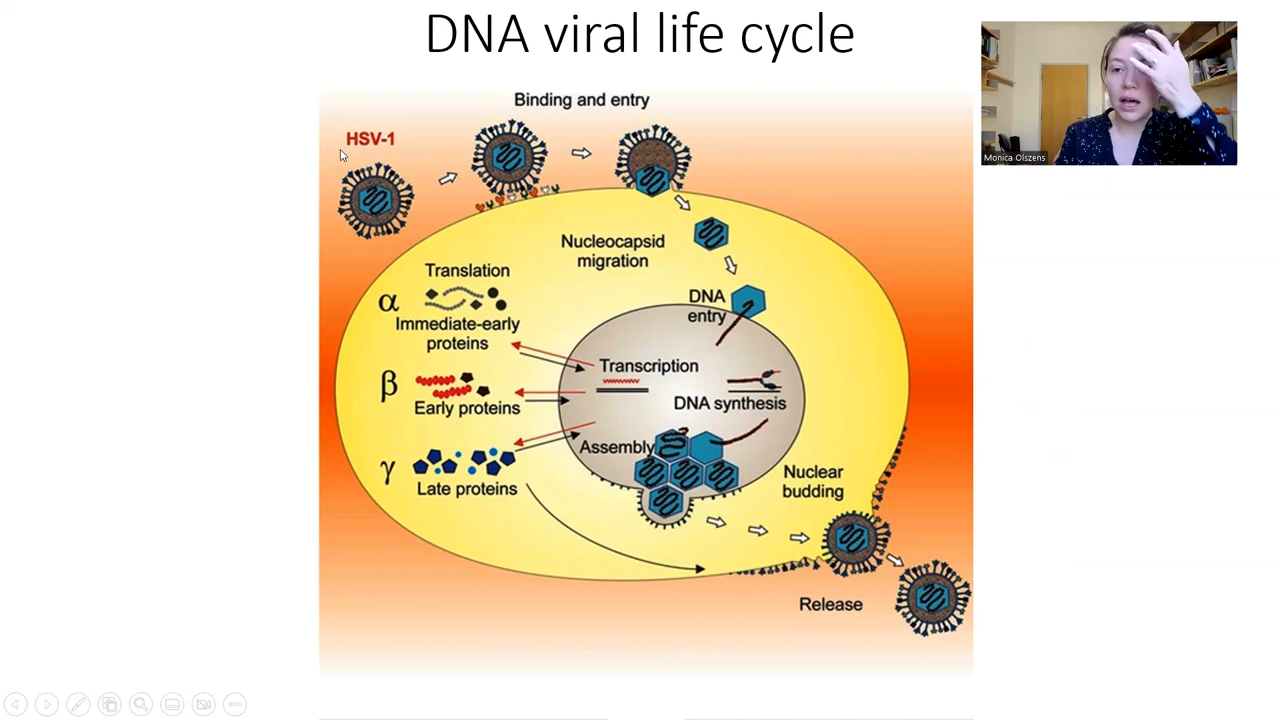 DNA viral life cycle
Monica Olszens
Binding and entry
HSV-1
Nucleocapsid
migration
Translation
α
Immediate-early
proteins
DNA
entry
Transcription
β
Early proteins
DNA synthesis
Assembly
γ
Late proteins
Nuclear
budding
Release